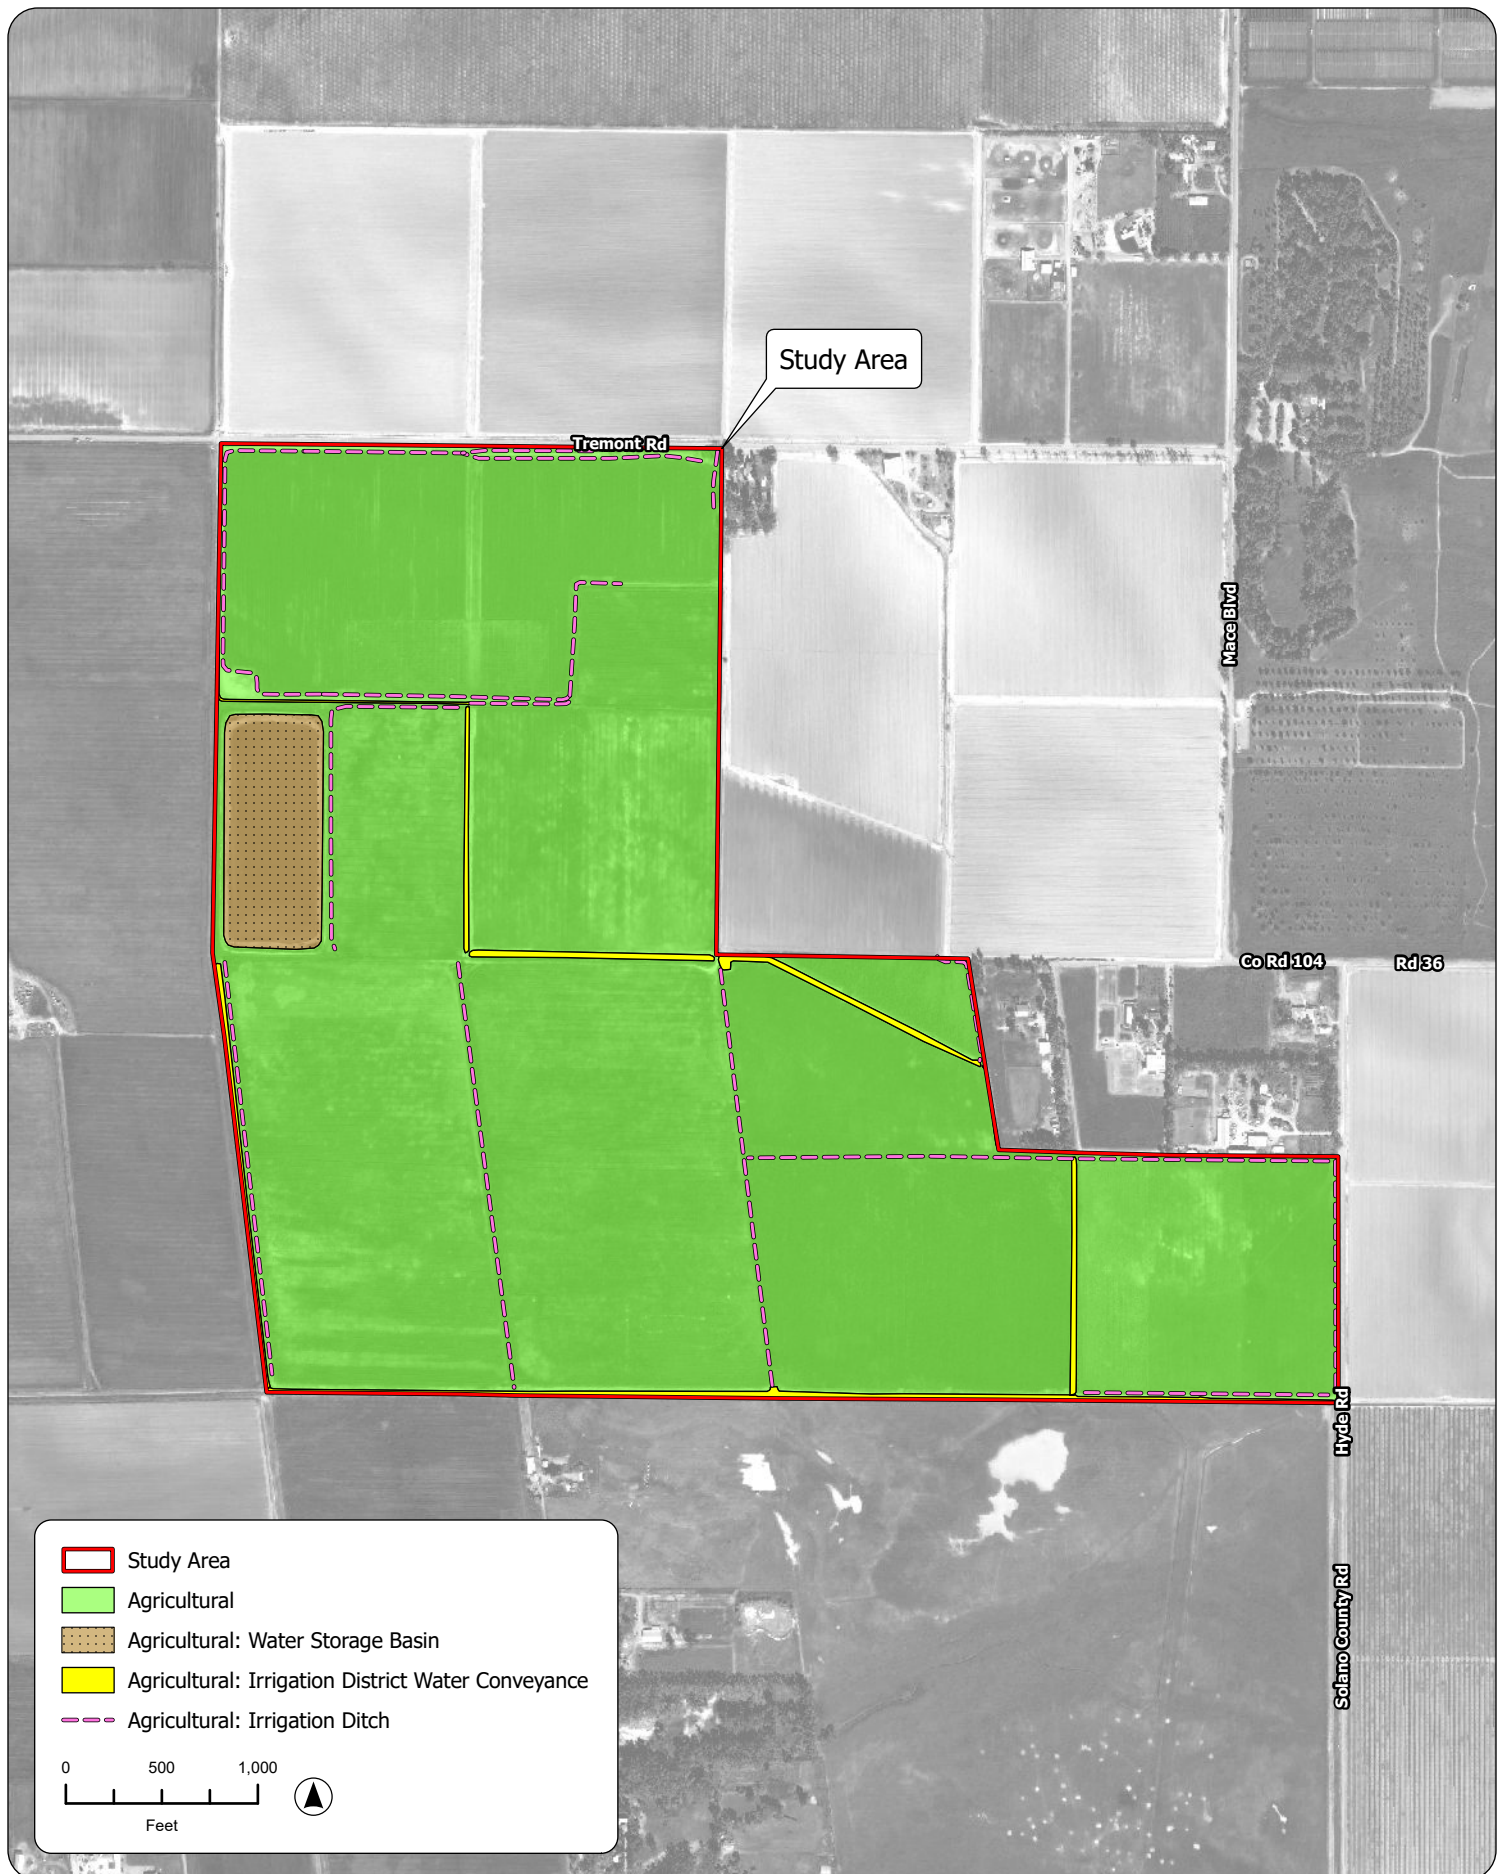 Study Area
Tremont Rd
Mace Blvd
Co Rd 104
Rd 36
Hyde Rd
Solano County Rd
Study Area
Agricultural
Agricultural: Water Storage Basin
Agricultural: Irrigation District Water Conveyance
Agricultural: Irrigation Ditch
0 500 1,000
Feet